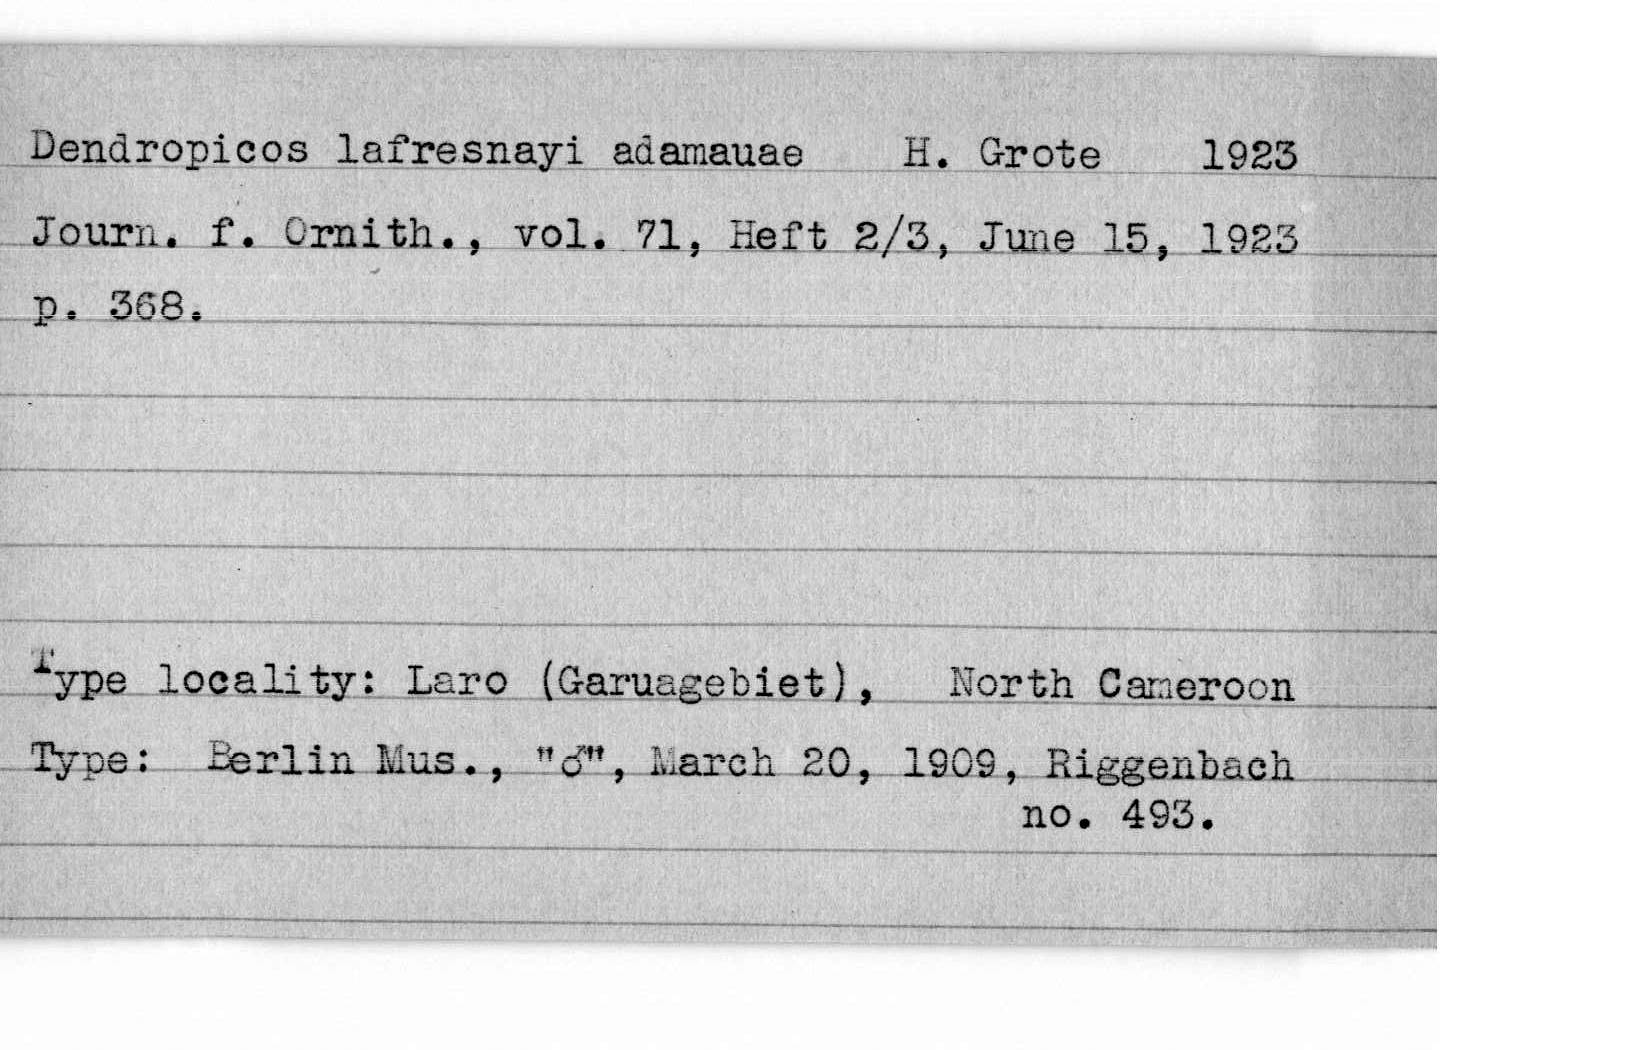 Dendropicos lafresnayi adamauae H. Grote 1923
Journ. f. Ornith., vol. 71, Heft 2/3, June 15, 1923
p. 368.
Type locality: Laro (Garuagebiet), North Cameroon
Type: Berlin Mus., "♂", March 20, 1909, Riggenbach
no. 493.